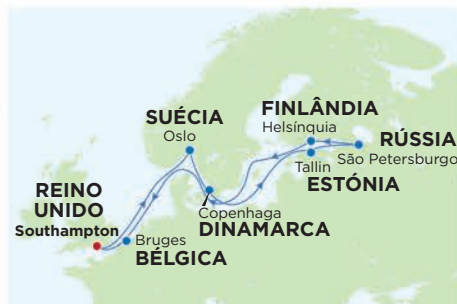 SUÉCIA
Oslo
FINLÂNDIA
Helsínquia
RÚSSIA
São Petersburgo
Tallin
ESTÓNIA
REINO
UNIDO
Southampton
Copenhaga
DINAMARCA
Bruges
BÉLGICA